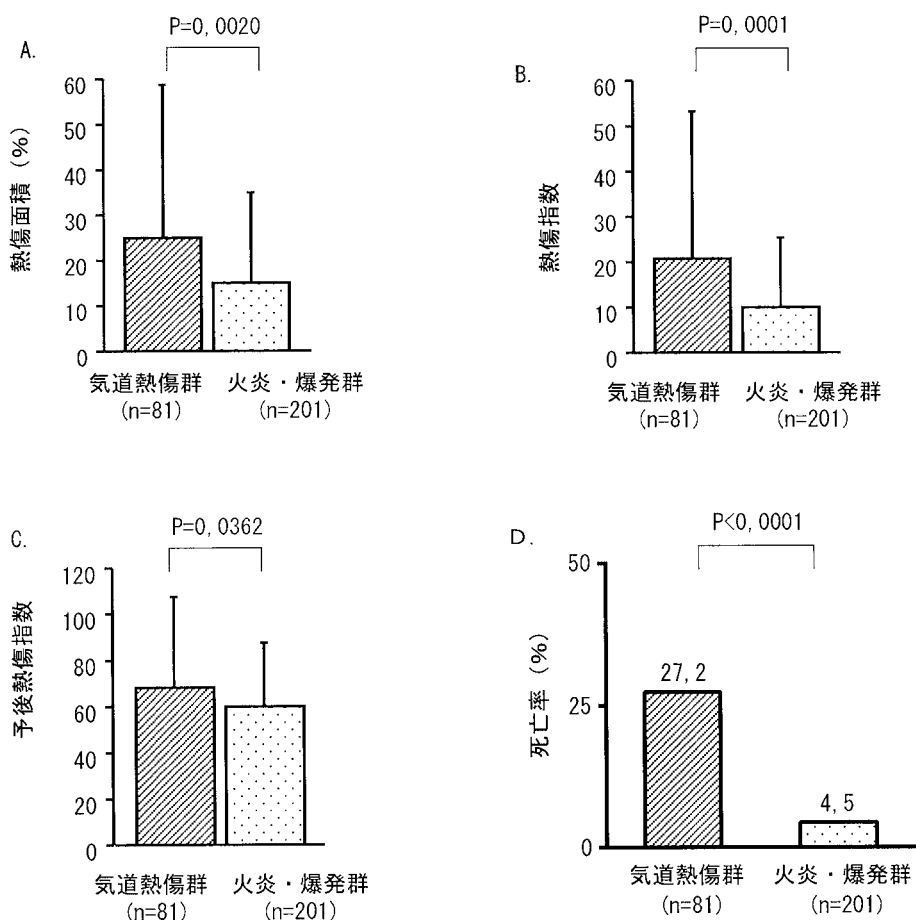 A.
P=0,0020
熱傷面積 (%)
60
50
40
30
20
10
0
気道熱傷群
(n=81)
火炎・爆発群
(n=201)
B.
P=0,0001
熱傷指数
60
50
40
30
20
10
0
気道熱傷群
(n=81)
火炎・爆発群
(n=201)
C.
P=0,0362
予後熱傷指数
120
100
80
60
40
20
0
気道熱傷群
(n=81)
火炎・爆発群
(n=201)
D.
P<0,0001
死亡率 (%)
50
25
0
27,2
4,5
気道熱傷群
(n=81)
火炎・爆発群
(n=201)